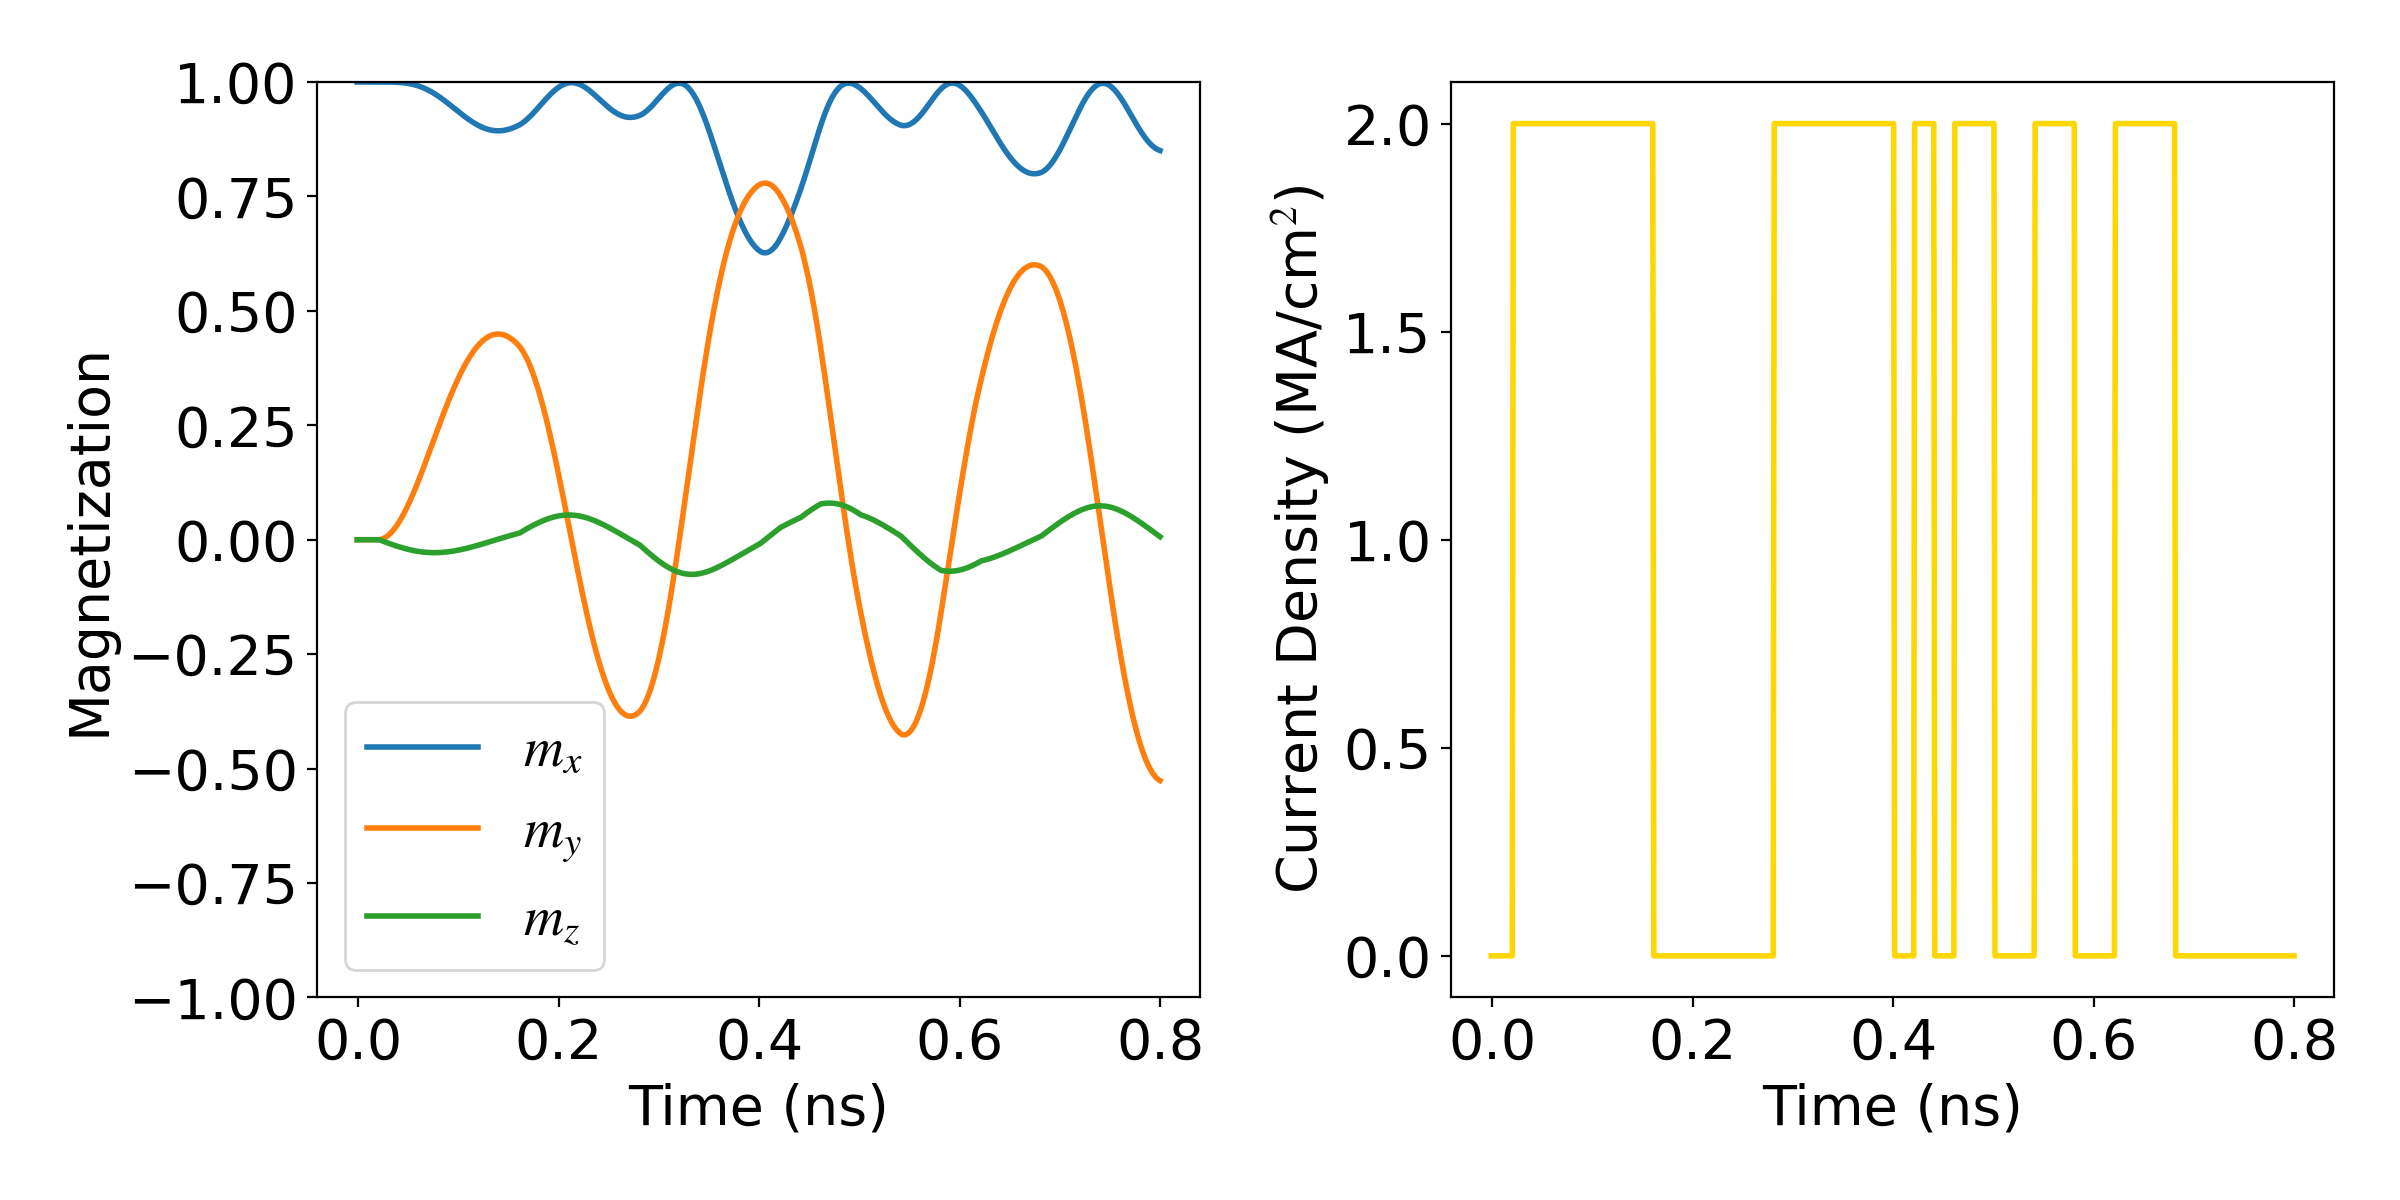 Magnetization
1.00
0.75
0.50
0.25
0.00
−0.25
−0.50
−0.75
−1.00
m_x
m_y
m_z
0.0 0.2 0.4 0.6 0.8
Time (ns)
Current Density (MA/cm²)
2.0
1.5
1.0
0.5
0.0
0.0 0.2 0.4 0.6 0.8
Time (ns)